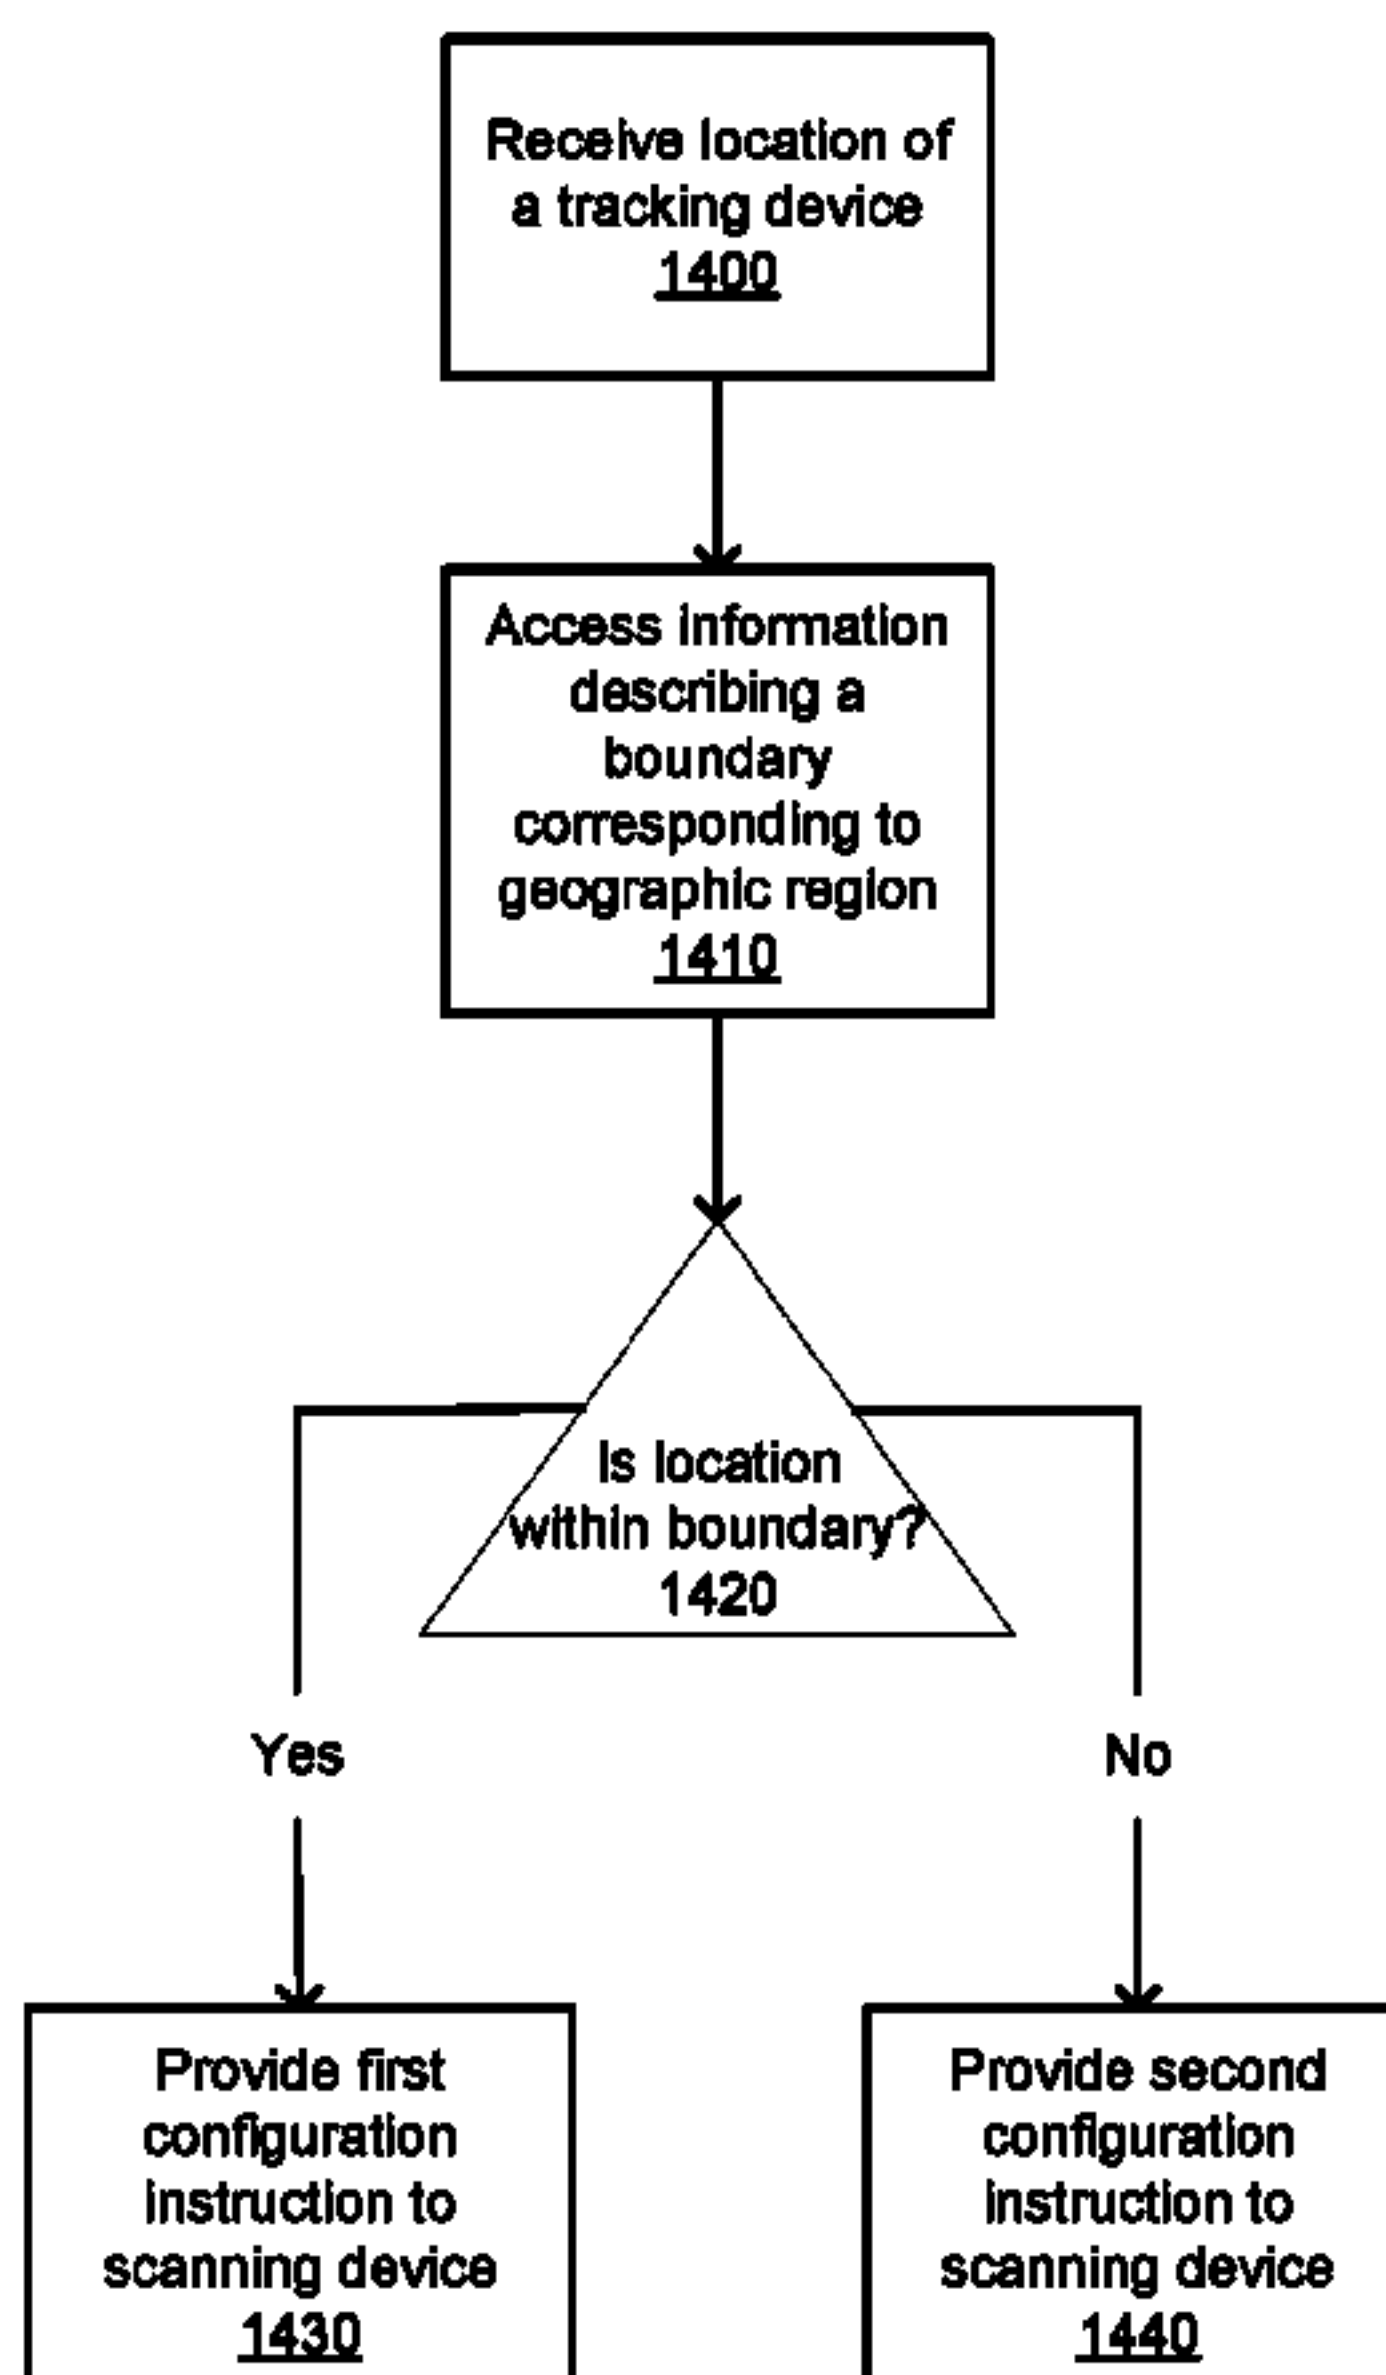 Receive location of
a tracking device
1400
Access information
describing a
boundary
corresponding to
geographic region
1410
Is location
within boundary?
1420
Yes
No
Provide first
configuration
instruction to
scanning device
1430
Provide second
configuration
instruction to
scanning device
1440